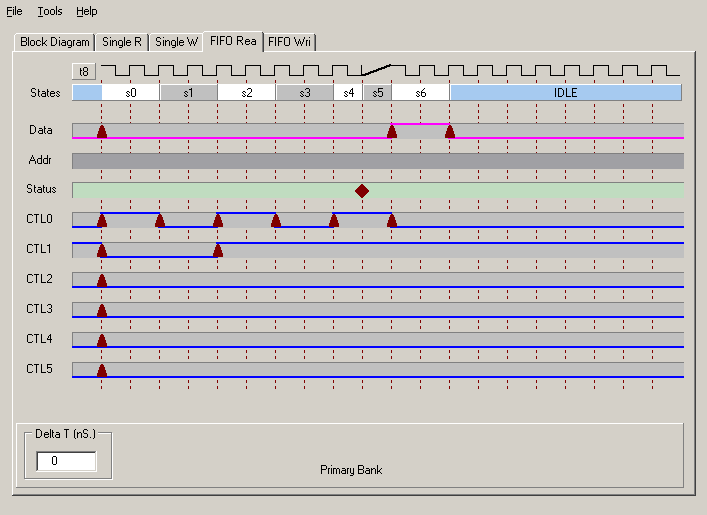 File Tools Help
Block Diagram Single R Single W FIFO Rea FIFO Wri
t8
States s0 s1 s2 s3 s4 s5 s6 IDLE
Data
Addr
Status
CTL0
CTL1
CTL2
CTL3
CTL4
CTL5
Delta T (nS.)
0
Primary Bank